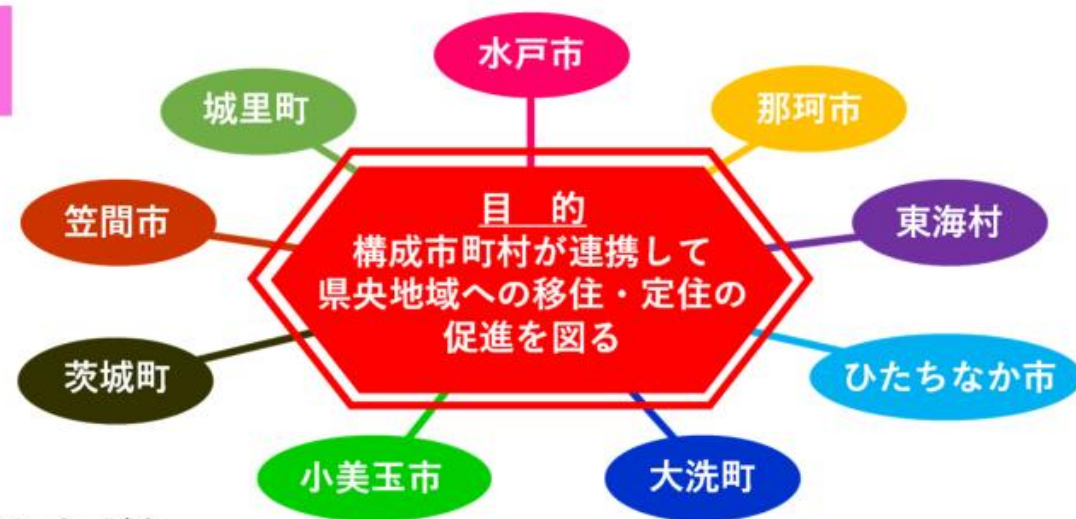 水戸市
城里町
那珂市
笠間市
東海村
目　的
構成市町村が連携して
県央地域への移住・定住の
促進を図る
茨城町
ひたちなか市
小美玉市
大洗町